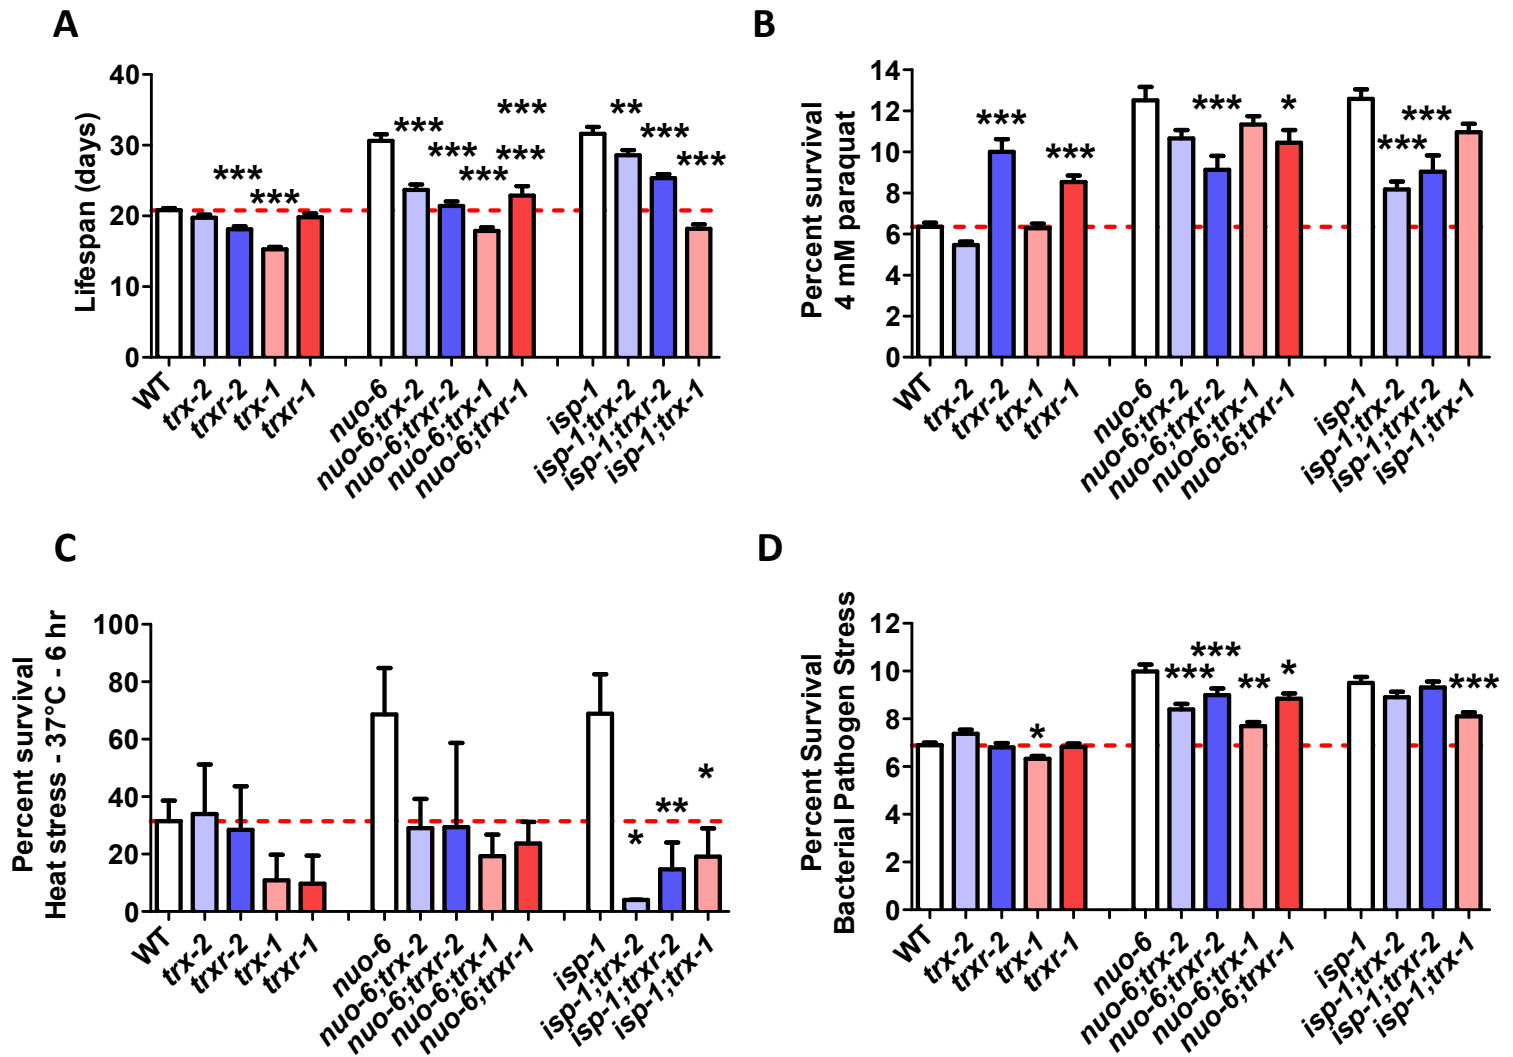 A
Lifespan (days)
40
30
20
10
0
***
***
***
***
***
***
***
**
***
***
WT
trx-2
trxr-2
trx-1
trxr-1
nuo-6
nuo-6;trx-2
nuo-6;trxr-2
nuo-6;trx-1
nuo-6;trxr-1
isp-1
isp-1;trx-2
isp-1;trxr-2
isp-1;trx-1
B
Percent survival
4 mM paraquat
14
12
10
8
6
4
2
0
***
***
***
*
***
***
WT
trx-2
trxr-2
trx-1
trxr-1
nuo-6
nuo-6;trx-2
nuo-6;trxr-2
nuo-6;trx-1
nuo-6;trxr-1
isp-1
isp-1;trx-2
isp-1;trxr-2
isp-1;trx-1
C
Percent survival
Heat stress - 37°C - 6 hr
100
80
60
40
20
0
*
**
*
WT
trx-2
trxr-2
trx-1
trxr-1
nuo-6
nuo-6;trx-2
nuo-6;trxr-2
nuo-6;trx-1
nuo-6;trxr-1
isp-1
isp-1;trx-2
isp-1;trxr-2
isp-1;trx-1
D
Percent Survival
Bacterial Pathogen Stress
12
10
8
6
4
2
0
*
***
***
**
*
***
WT
trx-2
trxr-2
trx-1
trxr-1
nuo-6
nuo-6;trx-2
nuo-6;trxr-2
nuo-6;trx-1
nuo-6;trxr-1
isp-1
isp-1;trx-2
isp-1;trxr-2
isp-1;trx-1